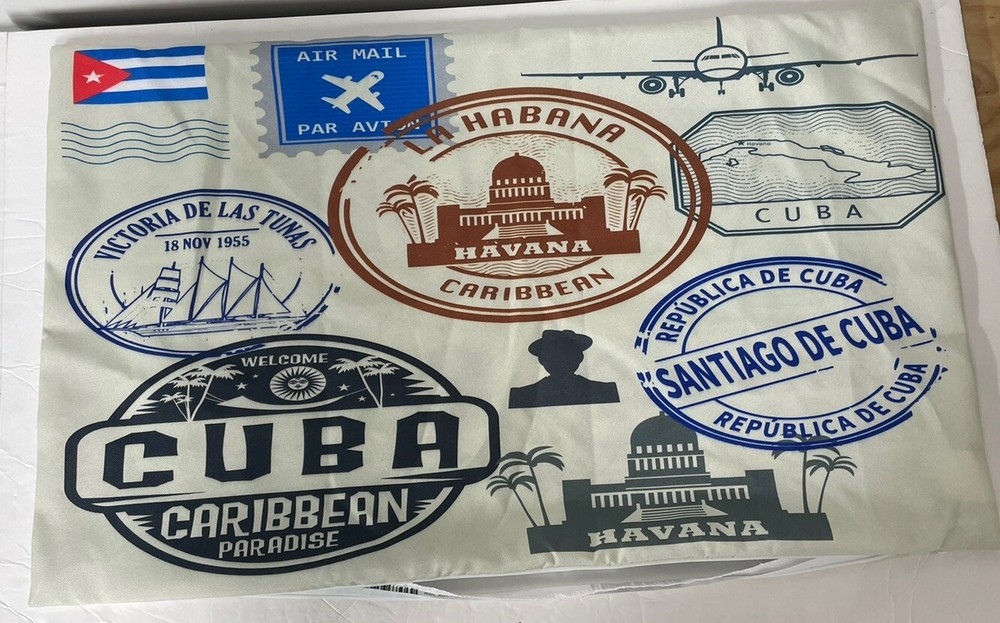 AIR MAIL
PAR AVION
LA HABANA
HAVANA
CARIBBEAN
Havana
CUBA
VICTORIA DE LAS TUNAS
18 NOV 1955
REPÚBLICA DE CUBA
SANTIAGO DE CUBA
REPÚBLICA DE CUBA
WELCOME
CUBA
CARIBBEAN
PARADISE
HAVANA